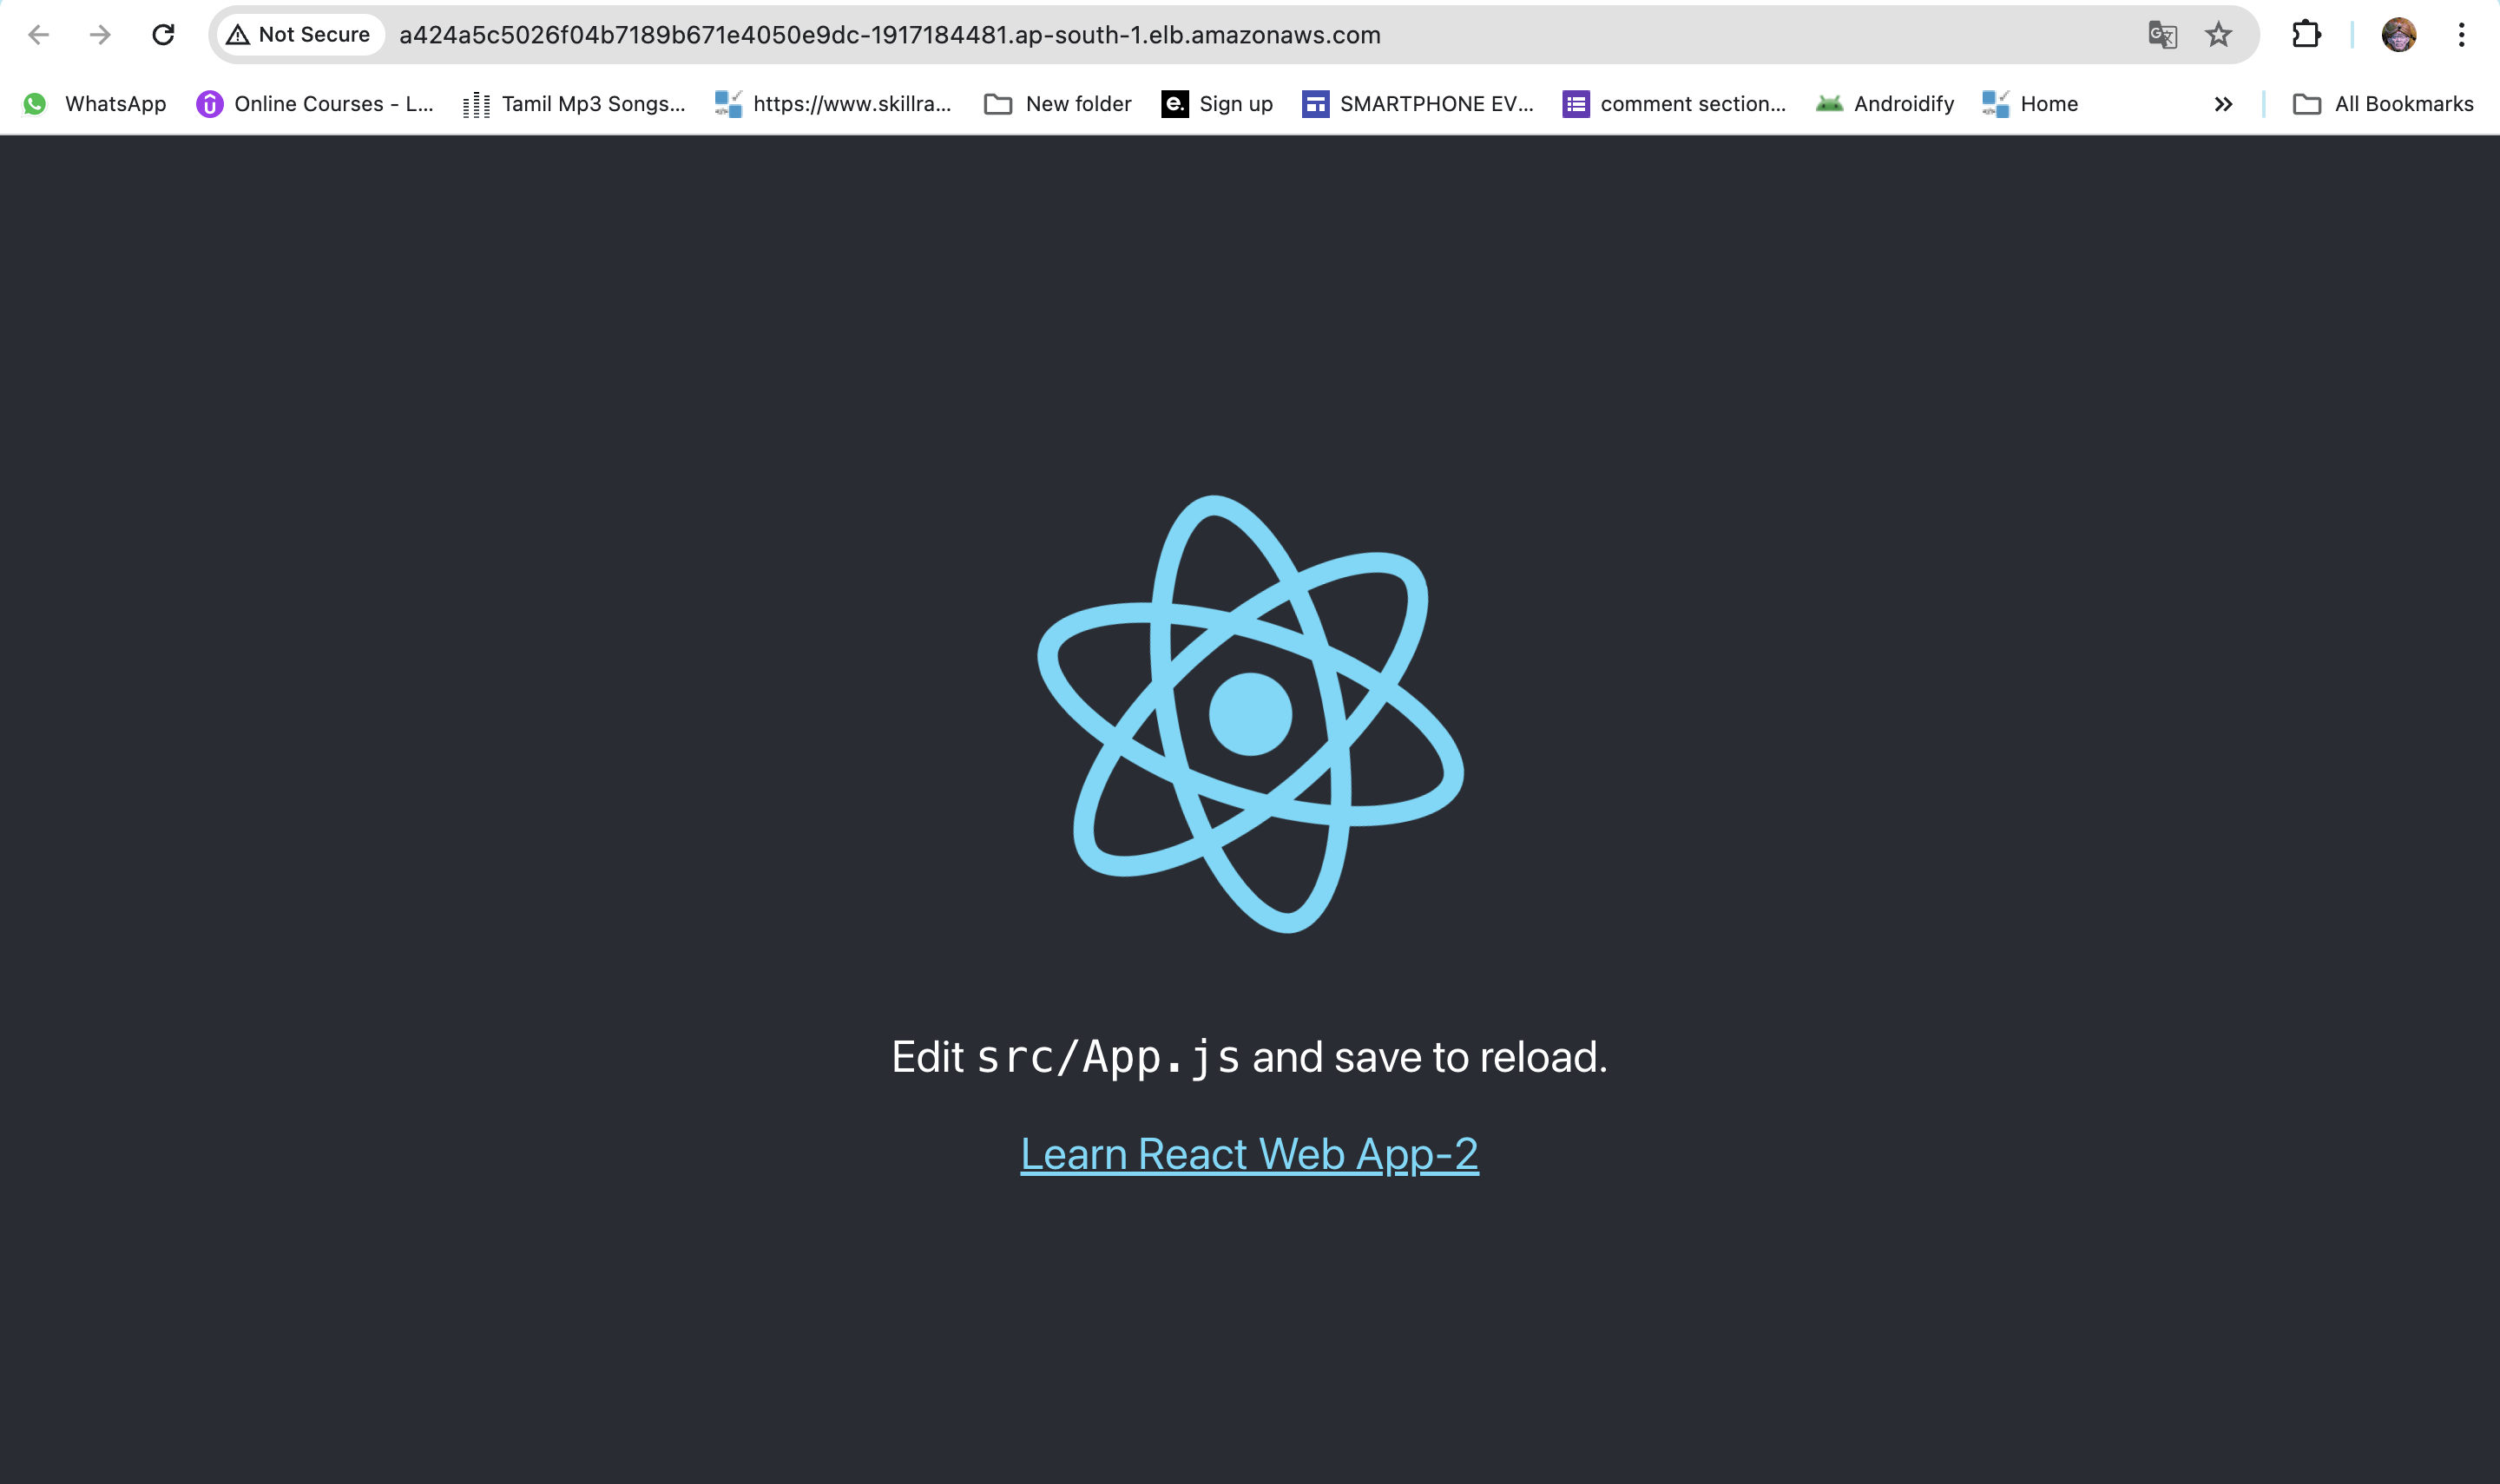 Not Secure a424a5c5026f04b7189b671e4050e9dc-1917184481.ap-south-1.elb.amazonaws.com
WhatsApp Online Courses - L... Tamil Mp3 Songs... https://www.skillra... New folder e. Sign up SMARTPHONE EV... comment section... Androidify Home » All Bookmarks
Edit src/App.js and save to reload.
Learn React Web App-2